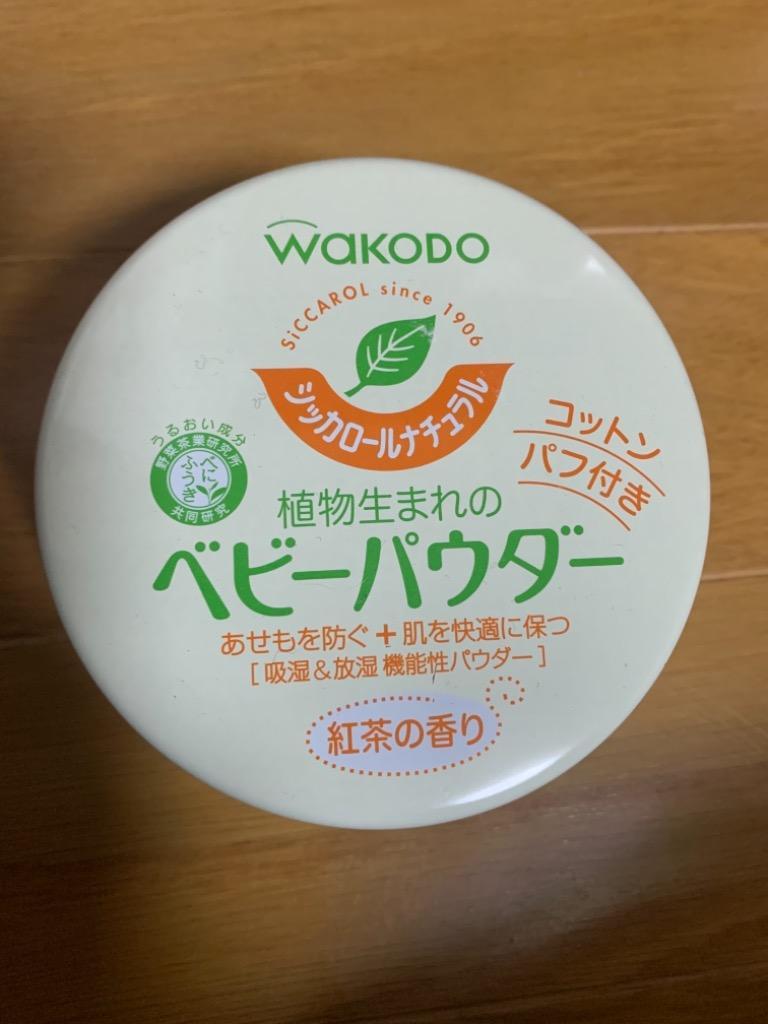 WAKODO
SiCCAROL since 1906
シッカロールナチュラル
コットン
パフ付き
うるおい成分
野菜茶業研究所
べに
ふうき
共同研究
植物生まれの
ベビーパウダー
あせもを防ぐ+肌を快適に保つ
[吸湿&放湿 機能性パウダー]
紅茶の香り